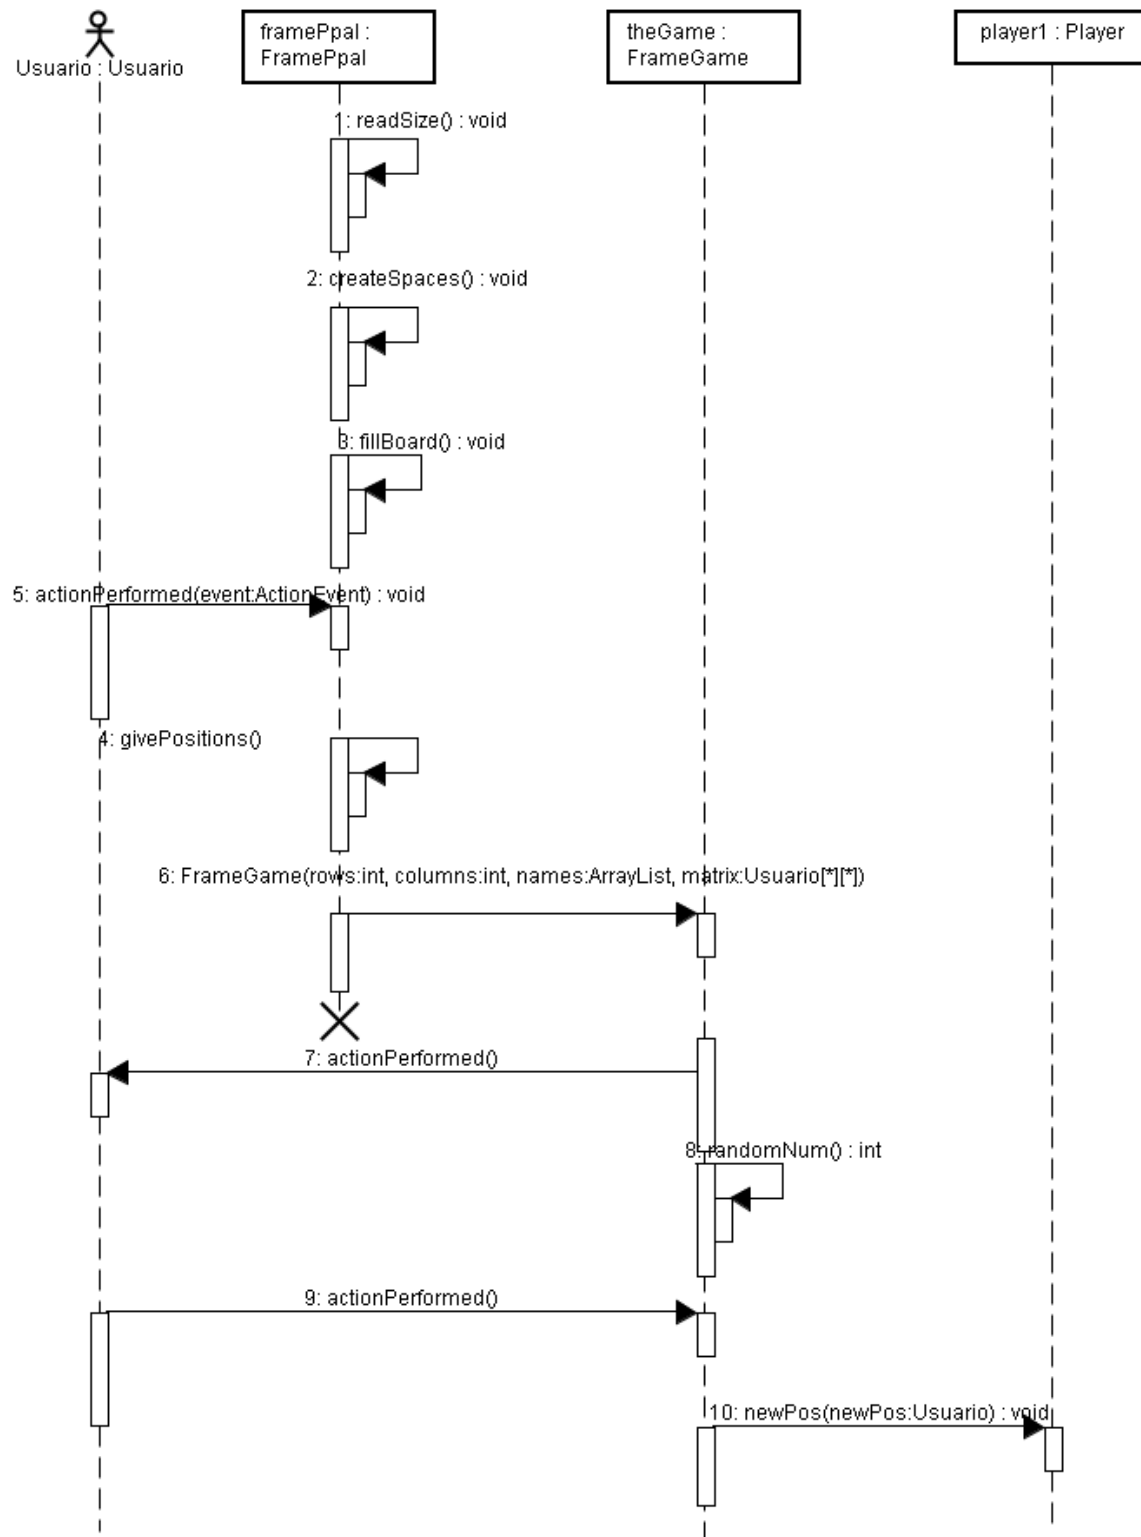 Usuario : Usuario
framePpal :
FramePpal
theGame :
FrameGame
player1 : Player
1: readSize() : void
2: createSpaces() : void
3: fillBoard() : void
5: actionPerformed(event:ActionEvent) : void
4: givePositions()
6: FrameGame(rows:int, columns:int, names:ArrayList, matrix:Usuario[*][*])
7: actionPerformed()
8: randomNum() : int
9: actionPerformed()
10: newPos(newPos:Usuario) : void